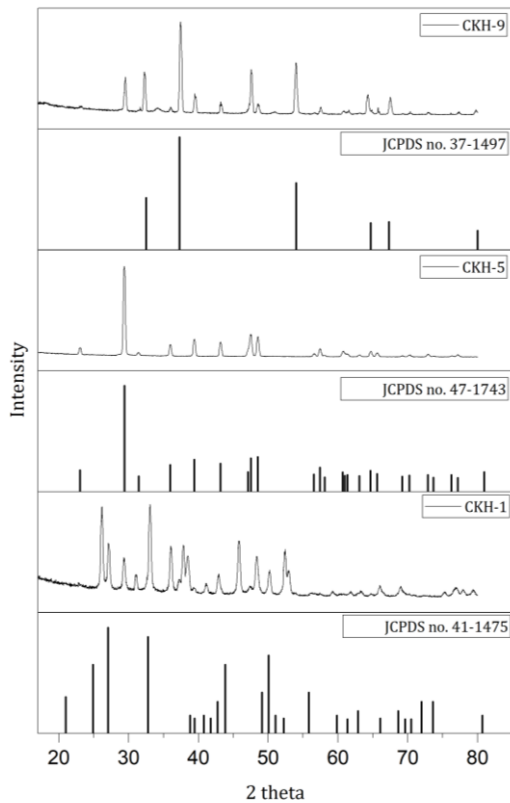 CKH-9
JCPDS no. 37-1497
CKH-5
Intensity
JCPDS no. 47-1743
CKH-1
JCPDS no. 41-1475
20 30 40 50 60 70 80
2 theta